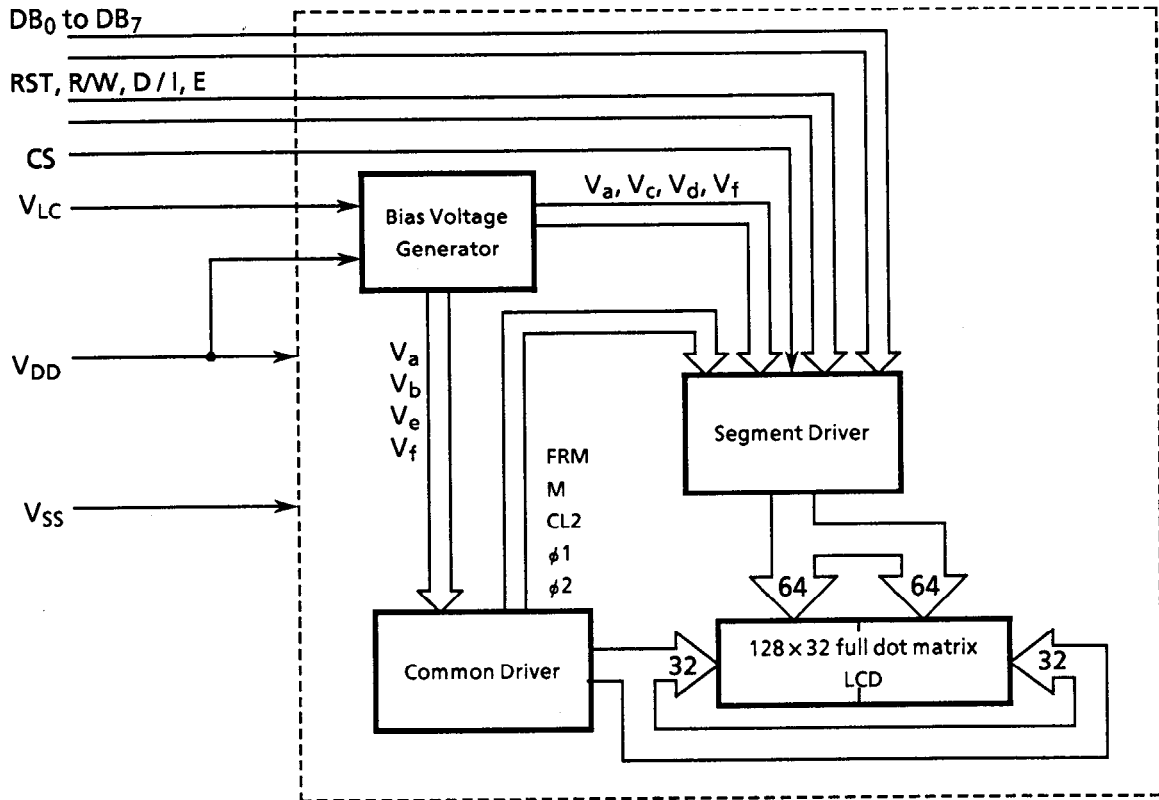 DB0 to DB7
RST, R/W, D / I, E
CS
VLC
VDD
VSS
Bias Voltage
Generator
Va, Vc, Vd, Vf
Va
Vb
Ve
Vf
FRM
M
CL2
ϕ1
ϕ2
Segment Driver
64
64
Common Driver
32
128 × 32 full dot matrix
LCD
32